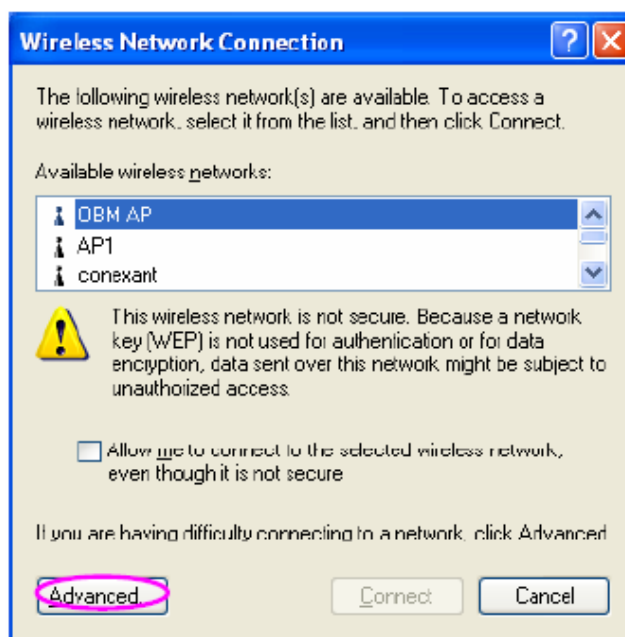 Wireless Network Connection
The following wireless network(s) are available. To access a
wireless network, select it from the list, and then click Connect.
Available wireless networks:
OBM AP
AP1
conexant
This wireless network is not secure. Because a network
key (WEP) is not used for authentication or for data
encryption, data sent over this network might be subject to
unauthorized access.
Allow me to connect to the selected wireless network,
even though it is not secure
If you are having difficulty connecting to a network, click Advanced
Advanced...
Connect
Cancel